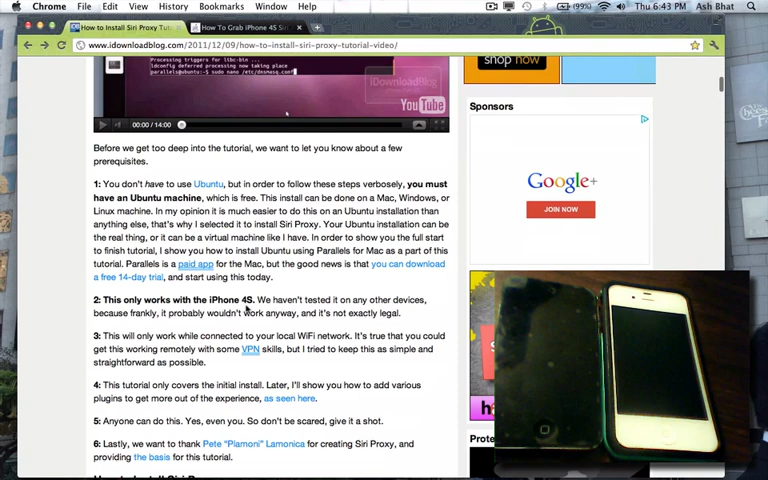 Chrome File Edit View History Bookmarks Window Help (99%) Thu 6:43 PM Ash Bhat
How to Install Siri Proxy Tu
How To Grab iPhone 4S Siri
www.idownloadblog.com/2011/12/09/how-to-install-siri-proxy-tutorial-video/
Processing triggers for libc-bin ...
ldconfig deferred processing now taking place
parallels@ubuntu:~$ sudo nano /etc/dnsmasq.conf
iDownloadBlog
YouTube
00:00 / 14:00
shop now
Before we get too deep into the tutorial, we want to let you know about a few
prerequisites.
1: You don't have to use Ubuntu, but in order to follow these steps verbosely, you must
have an Ubuntu machine, which is free. This install can be done on a Mac, Windows, or
Linux machine. In my opinion it is much easier to do this on an Ubuntu installation than
anything else, that's why I selected it to install Siri Proxy. Your Ubuntu installation can be
the real thing, or it can be a virtual machine like I have. In order to show you the full start
to finish tutorial, I show you how to install Ubuntu using Parallels for Mac as a part of this
tutorial. Parallels is a paid app for the Mac, but the good news is that you can download
a free 14-day trial, and start using this today.
2: This only works with the iPhone 4S. We haven't tested it on any other devices,
because frankly, it probably wouldn't work anyway, and it's not exactly legal.
3: This will only work while connected to your local WiFi network. It's true that you could
get this working remotely with some VPN skills, but I tried to keep this as simple and
straightforward as possible.
4: This tutorial only covers the initial install. Later, I'll show you how to add various
plugins to get more out of the experience, as seen here.
5: Anyone can do this. Yes, even you. So don't be scared, give it a shot.
6: Lastly, we want to thank Pete "Plamoni" Lamonica for creating Siri Proxy, and
providing the basis for this tutorial.
Sponsors
Google+
JOIN NOW
Prote